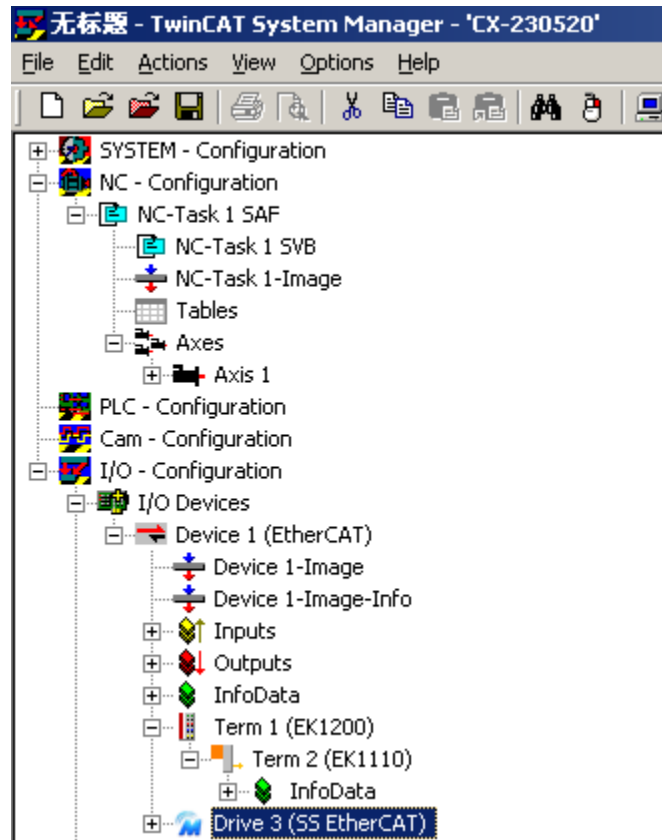 无标题 - TwinCAT System Manager - 'CX-230520'
File Edit Actions View Options Help
SYSTEM - Configuration
NC - Configuration
NC-Task 1 SAF
NC-Task 1 SVB
NC-Task 1-Image
Tables
Axes
Axis 1
PLC - Configuration
Cam - Configuration
I/O - Configuration
I/O Devices
Device 1 (EtherCAT)
Device 1-Image
Device 1-Image-Info
Inputs
Outputs
InfoData
Term 1 (EK1200)
Term 2 (EK1110)
InfoData
Drive 3 (SS EtherCAT)